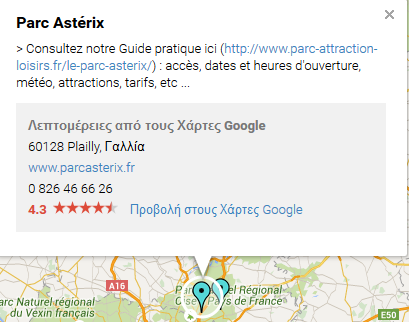 Parc Astérix
> Consultez notre Guide pratique ici (http://www.parc-attraction-
loisirs.fr/le-parc-asterix/) : accès, dates et heures d'ouverture,
météo, attractions, tarifs, etc ...
Λεπτομέρειες από τους Χάρτες Google
60128 Plailly, Γαλλία
www.parcasterix.fr
0 826 46 66 26
4.3 Προβολή στους Χάρτες Google
A16
Régional
Oise Pays de France
E50
Parc Naturel régional
du Vexin français